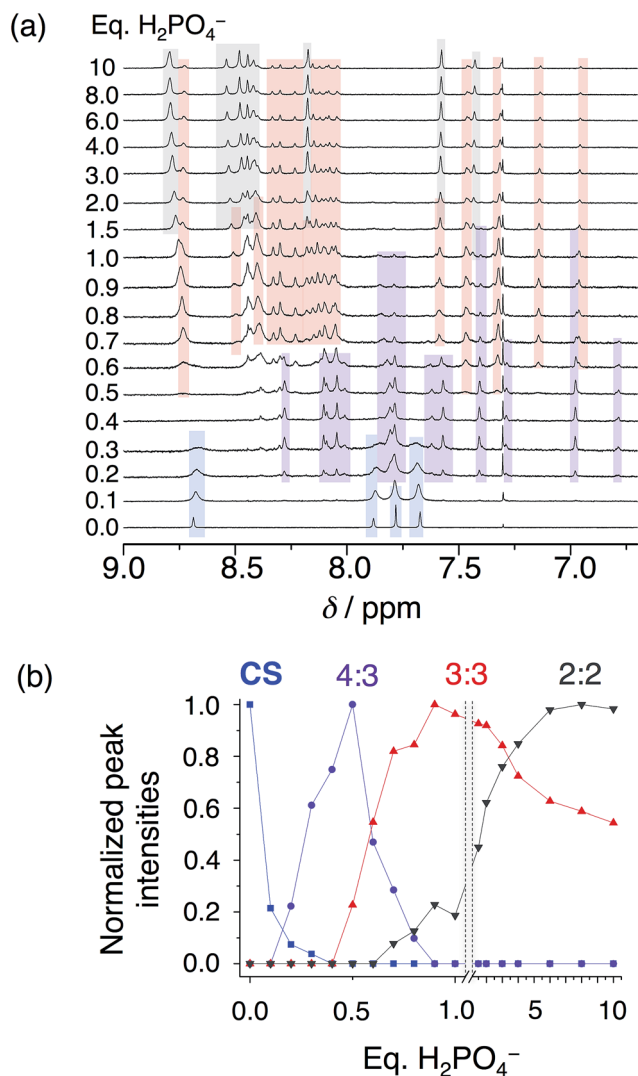 (a)
Eq. H₂PO₄⁻
10
8.0
6.0
4.0
3.0
2.0
1.5
1.0
0.9
0.8
0.7
0.6
0.5
0.4
0.3
0.2
0.1
0.0
9.0 8.5 8.0 7.5 7.0
δ / ppm
(b)
CS 4:3 3:3 2:2
1.0
0.8
0.6
0.4
0.2
0.0
Normalized peak
intensities
0.0 0.5 1.0 5 10
Eq. H₂PO₄⁻